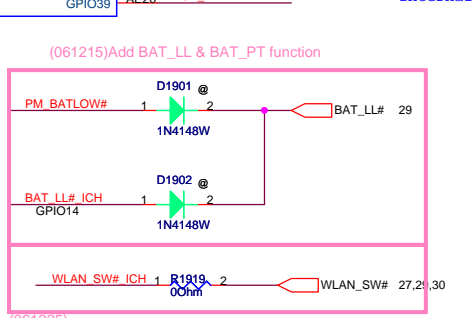 GPIO39
(061215)Add BAT_LL & BAT_PT function
D1901 @
PM_BATLOW# 1 2 BAT_LL# 29
1N4148W
D1902 @
BAT_LL#_ICH 1 2
GPIO14
1N4148W
WLAN_SW#_ICH 1 R1919 2 WLAN_SW# 27,29,30
0Ohm